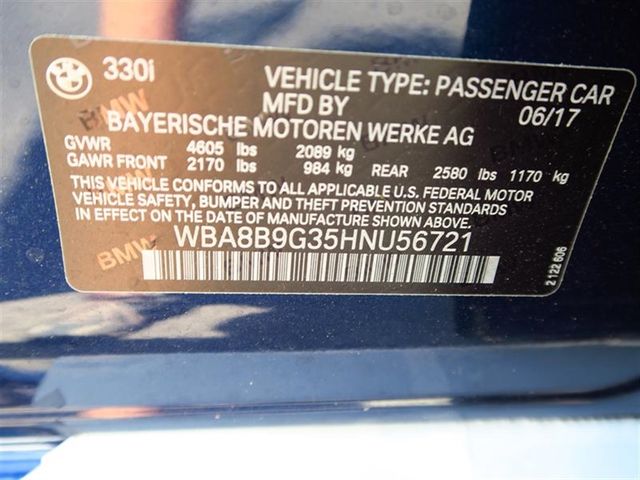 330i VEHICLE TYPE: PASSENGER CAR
MFD BY 06/17
BAYERISCHE MOTOREN WERKE AG
GVWR 4605 lbs 2089 kg
GAWR FRONT 2170 lbs 984 kg REAR 2580 lbs 1170 kg
THIS VEHICLE CONFORMS TO ALL APPLICABLE U.S. FEDERAL MOTOR
VEHICLE SAFETY, BUMPER AND THEFT PREVENTION STANDARDS
IN EFFECT ON THE DATE OF MANUFACTURE SHOWN ABOVE.
WBA8B9G35HNU56721
2 122 606
BMW
BMW